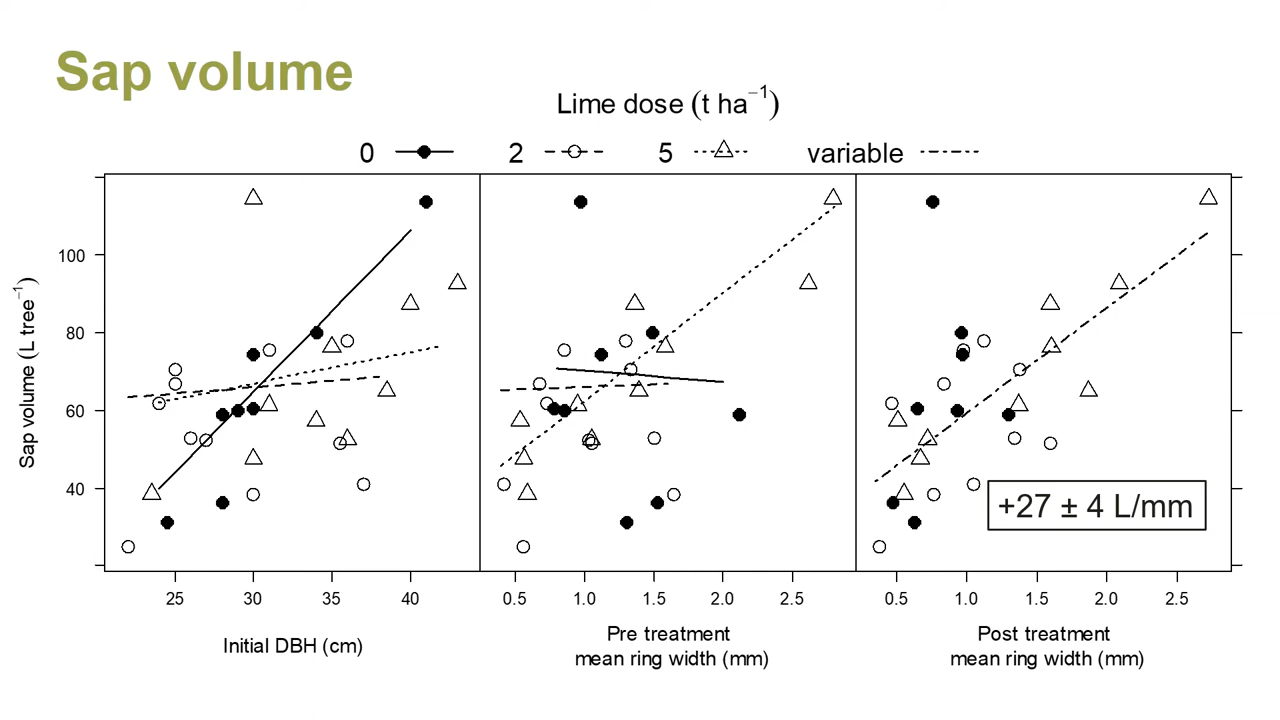 Sap volume
Lime dose (t ha⁻¹)
0 2 5 variable
Sap volume (L tree⁻¹)
100
80
60
40
25 30 35 40
0.5 1.0 1.5 2.0 2.5
0.5 1.0 1.5 2.0 2.5
+27 ± 4 L/mm
Initial DBH (cm)
Pre treatment
mean ring width (mm)
Post treatment
mean ring width (mm)